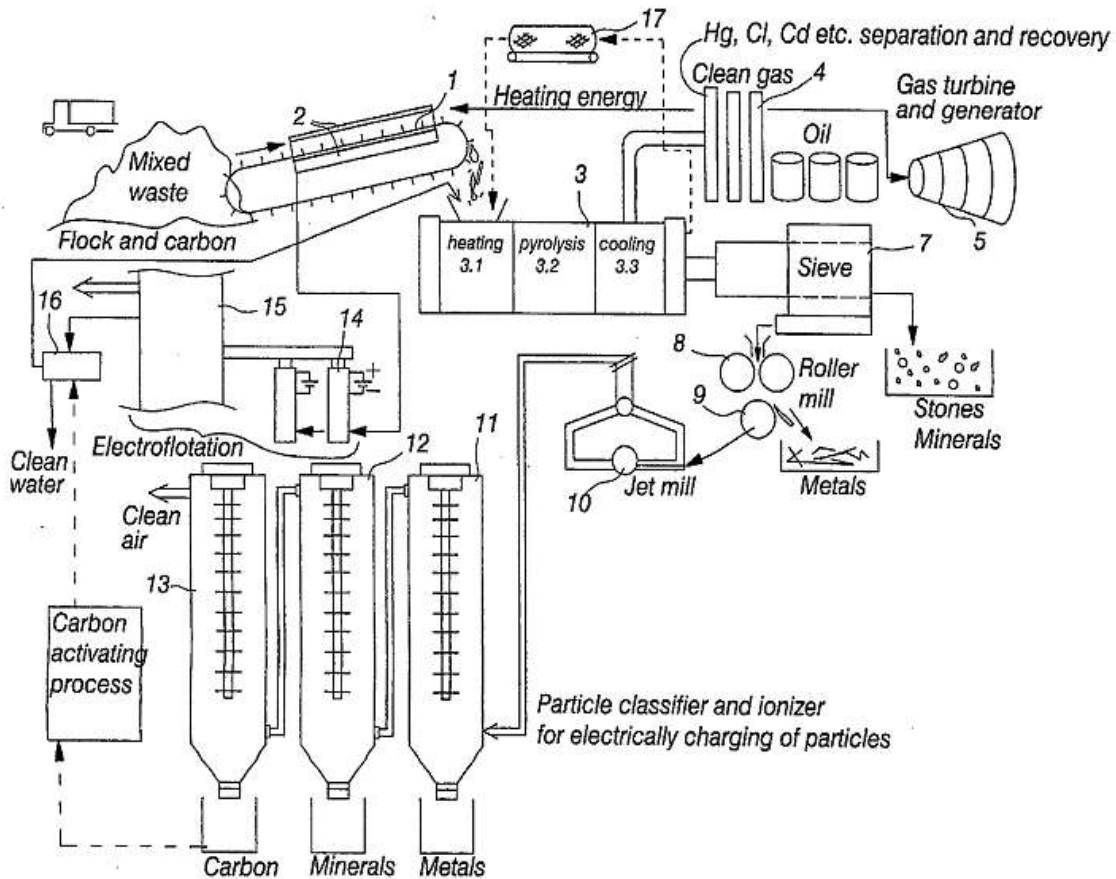 17
Hg, Cl, Cd etc. separation and recovery
Clean gas
4
Gas turbine
and generator
1
Heating energy
2
Oil
Mixed
waste
3
5
Flock and carbon
heating
3.1
pyrolysis
3.2
cooling
3.3
Sieve
7
16
15
14
+
−
8
Roller
mill
9
Stones
Minerals
Electroflotation
12
11
Clean
water
10
Jet mill
Metals
Clean
air
13
Carbon
activating
process
Particle classifier and ionizer
for electrically charging of particles
Carbon
Minerals
Metals